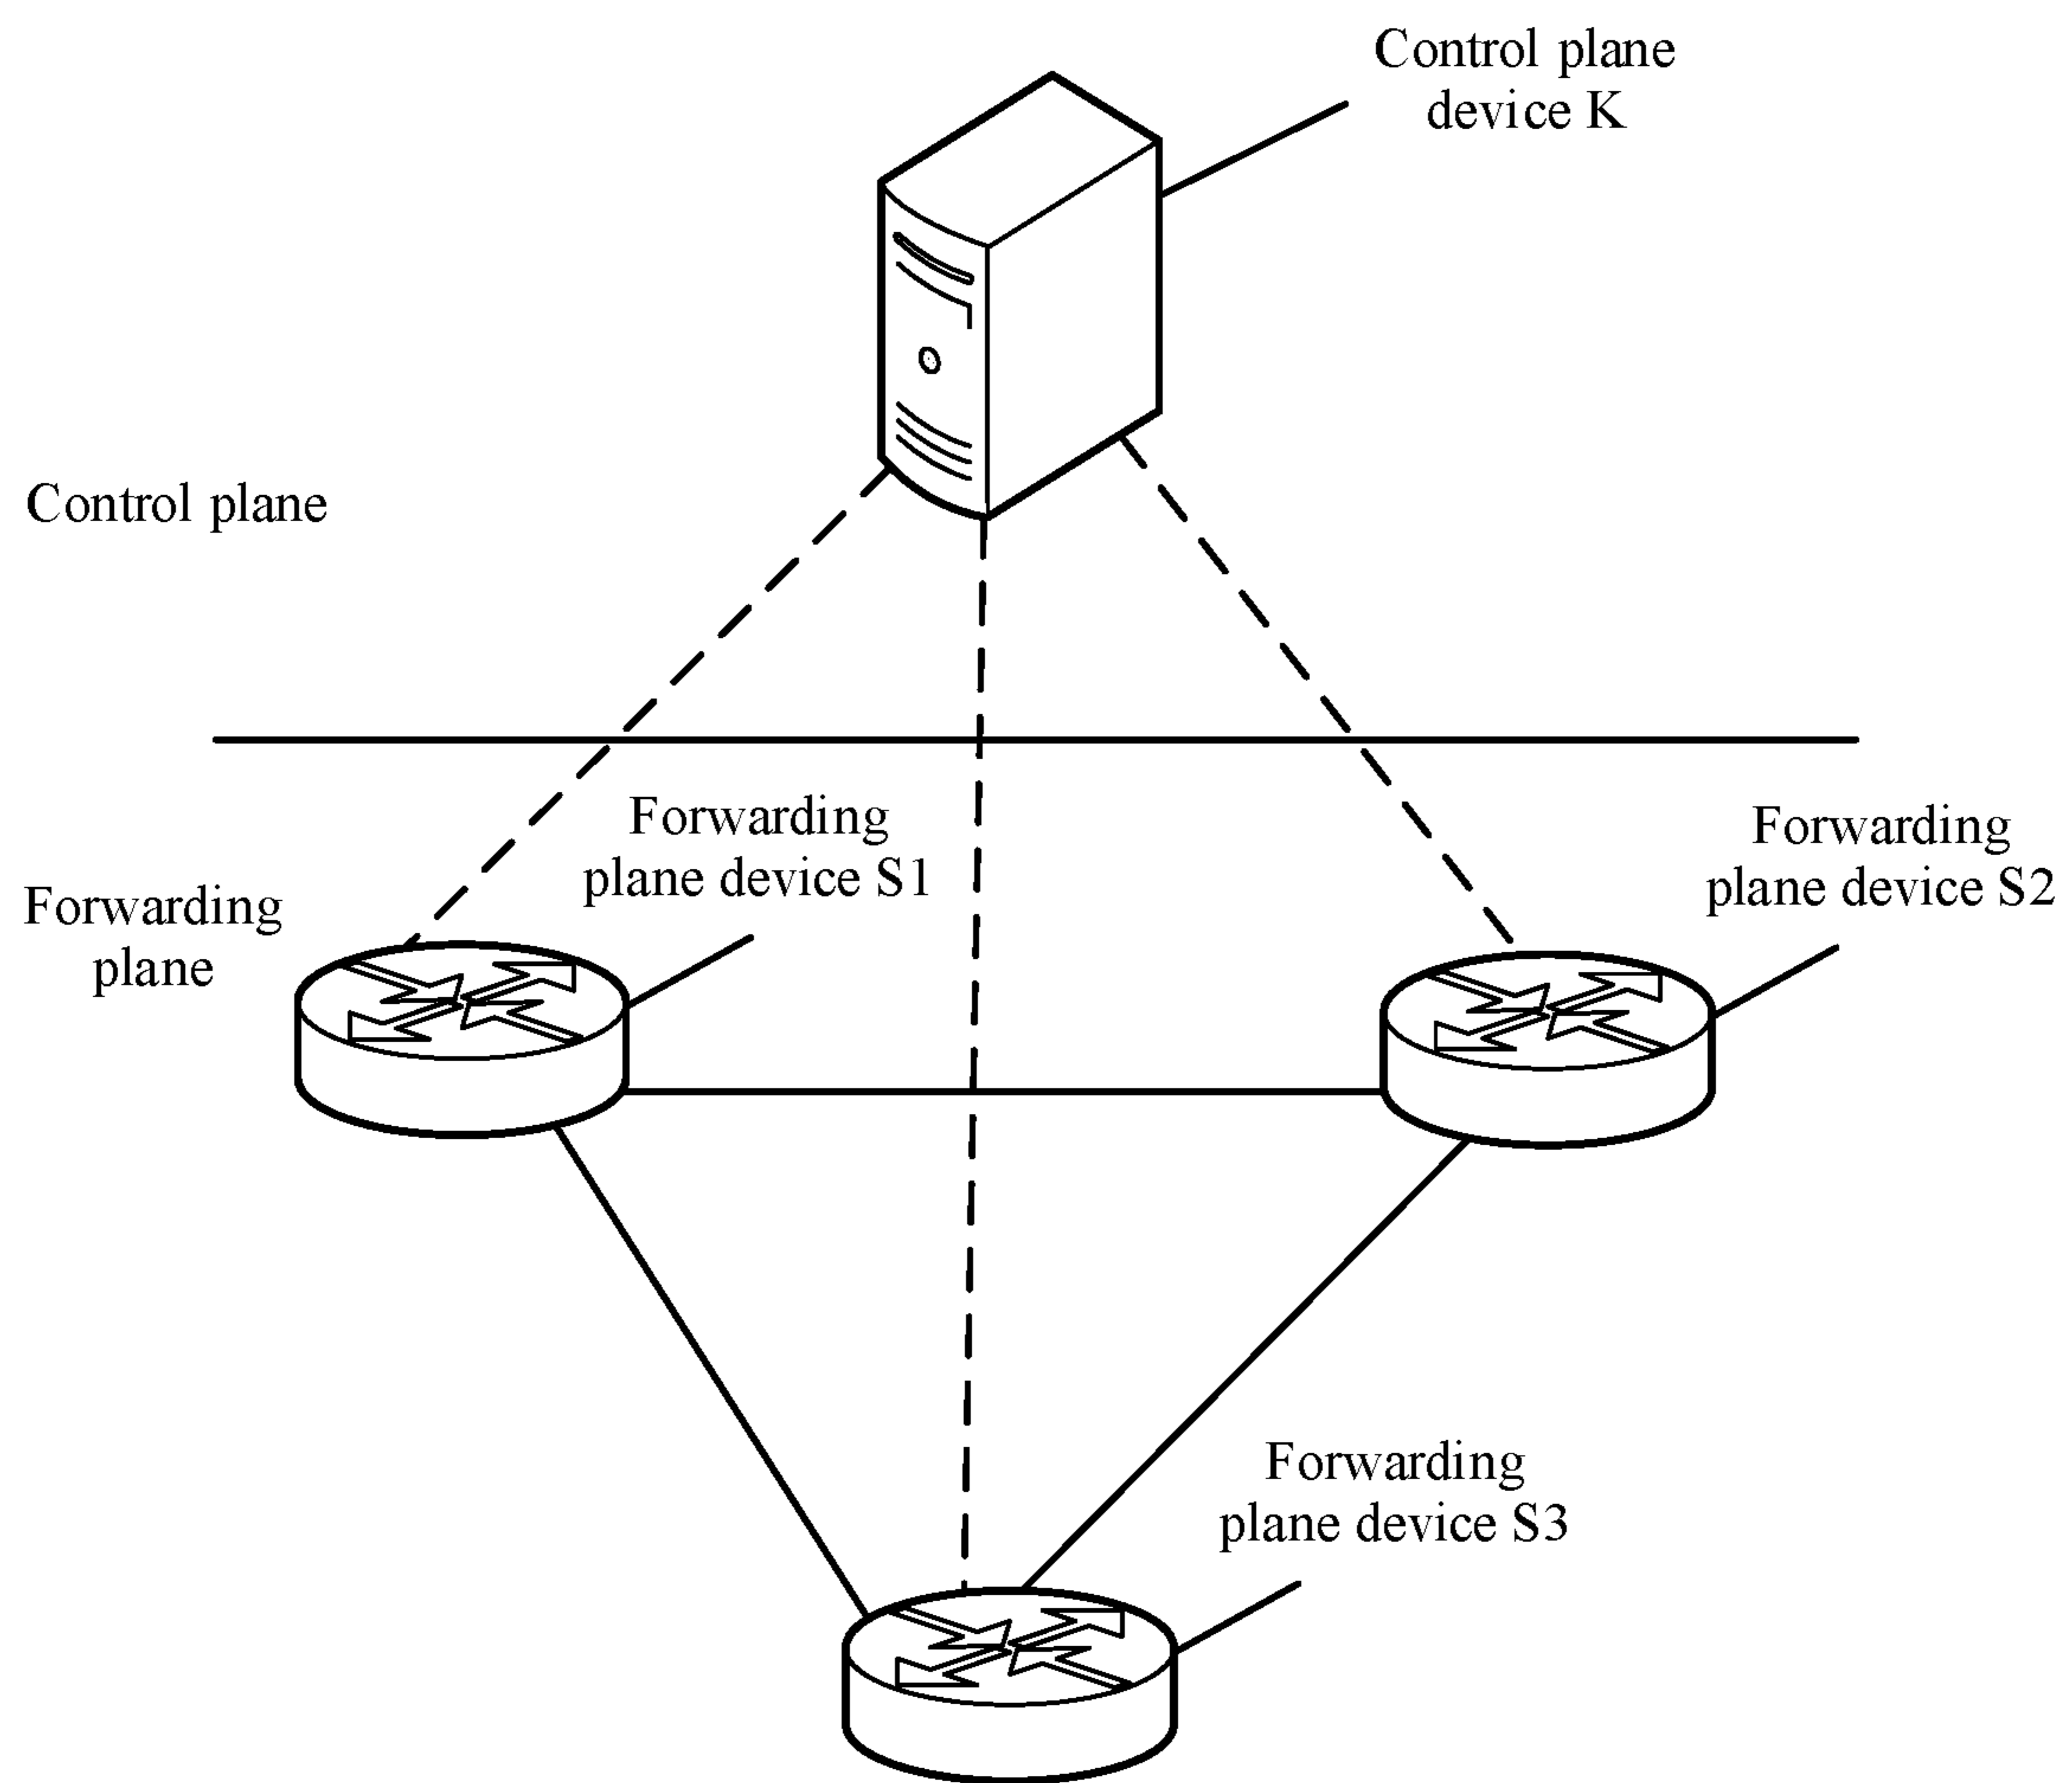 Control plane
device K
Control plane
Forwarding
plane device S1
Forwarding
plane device S2
Forwarding
plane
Forwarding
plane device S3